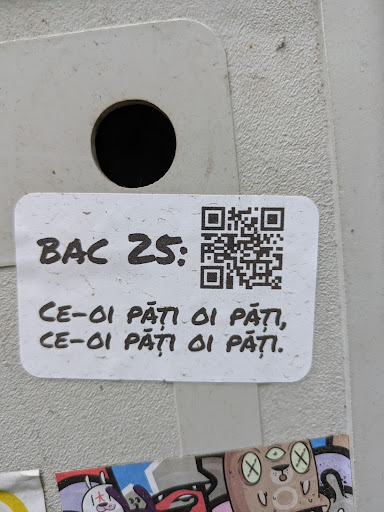 BAC 25:
CE-OI PĂȚI OI PĂȚI,
CE-OI PĂȚI OI PĂȚI.